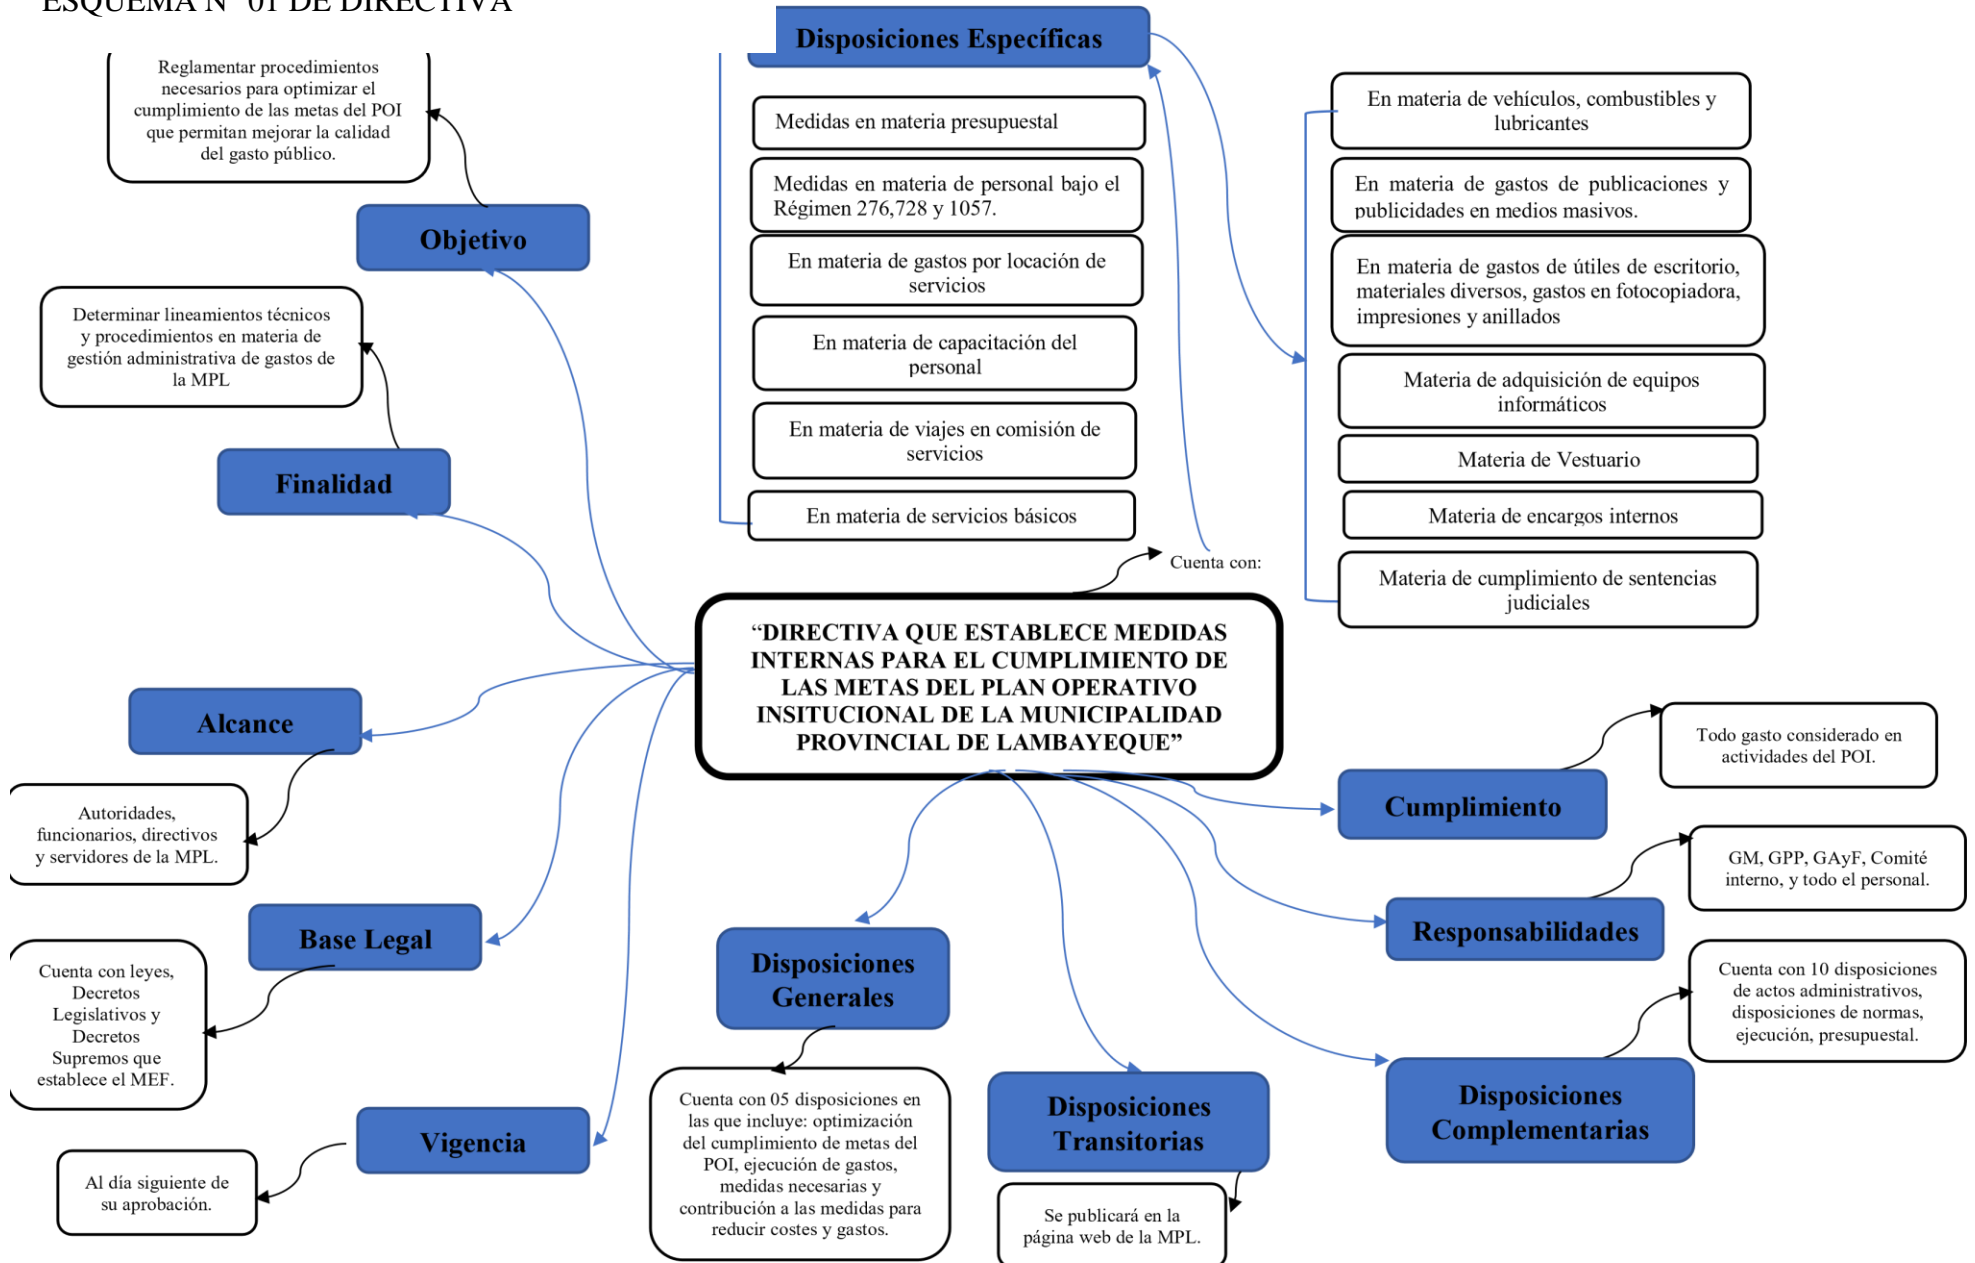 ESQUEMA N° 01 DE DIRECTIVA
Disposiciones Específicas
Reglamentar procedimientos
necesarios para optimizar el
cumplimiento de las metas del POI
que permitan mejorar la calidad
del gasto público.
Objetivo
Determinar lineamientos técnicos
y procedimientos en materia de
gestión administrativa de gastos de
la MPL
Finalidad
Medidas en materia presupuestal
Medidas en materia de personal bajo el
Régimen 276,728 y 1057.
En materia de gastos por locación de
servicios
En materia de capacitación del
personal
En materia de viajes en comisión de
servicios
En materia de servicios básicos
En materia de vehículos, combustibles y
lubricantes
En materia de gastos de publicaciones y
publicidades en medios masivos.
En materia de gastos de útiles de escritorio,
materiales diversos, gastos en fotocopiadora,
impresiones y anillados
Materia de adquisición de equipos
informáticos
Materia de Vestuario
Materia de encargos internos
Materia de cumplimiento de sentencias
judiciales
Cuenta con:
“DIRECTIVA QUE ESTABLECE MEDIDAS
INTERNAS PARA EL CUMPLIMIENTO DE
LAS METAS DEL PLAN OPERATIVO
INSITUCIONAL DE LA MUNICIPALIDAD
PROVINCIAL DE LAMBAYEQUE”
Alcance
Autoridades,
funcionarios, directivos
y servidores de la MPL.
Base Legal
Cuenta con leyes,
Decretos
Legislativos y
Decretos
Supremos que
establece el MEF.
Vigencia
Al día siguiente de
su aprobación.
Disposiciones
Generales
Cuenta con 05 disposiciones en
las que incluye: optimización
del cumplimiento de metas del
POI, ejecución de gastos,
medidas necesarias y
contribución a las medidas para
reducir costes y gastos.
Disposiciones
Transitorias
Se publicará en la
página web de la MPL.
Cumplimiento
Todo gasto considerado en
actividades del POI.
Responsabilidades
GM, GPP, GAyF, Comité
interno, y todo el personal.
Disposiciones
Complementarias
Cuenta con 10 disposiciones
de actos administrativos,
disposiciones de normas,
ejecución, presupuestal.